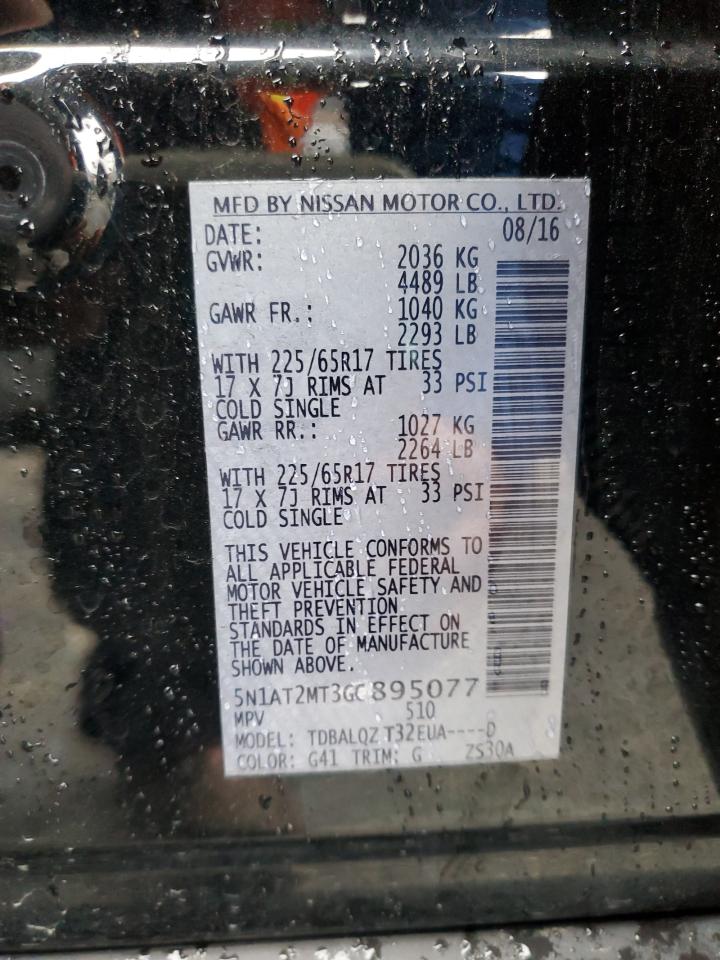 MFD BY NISSAN MOTOR CO., LTD.
DATE: 08/16
GVWR: 2036 KG
4489 LB
GAWR FR.: 1040 KG
2293 LB
WITH 225/65R17 TIRES
17 X 7J RIMS AT 33 PSI
COLD SINGLE
GAWR RR.: 1027 KG
2264 LB
WITH 225/65R17 TIRES
17 X 7J RIMS AT 33 PSI
COLD SINGLE
THIS VEHICLE CONFORMS TO
ALL APPLICABLE FEDERAL
MOTOR VEHICLE SAFETY AND
THEFT PREVENTION
STANDARDS IN EFFECT ON
THE DATE OF MANUFACTURE
SHOWN ABOVE.
5N1AT2MT3GC895077
MPV 510
MODEL: TDBALQZ T32EUA----D
COLOR: G41 TRIM: G ZS30A